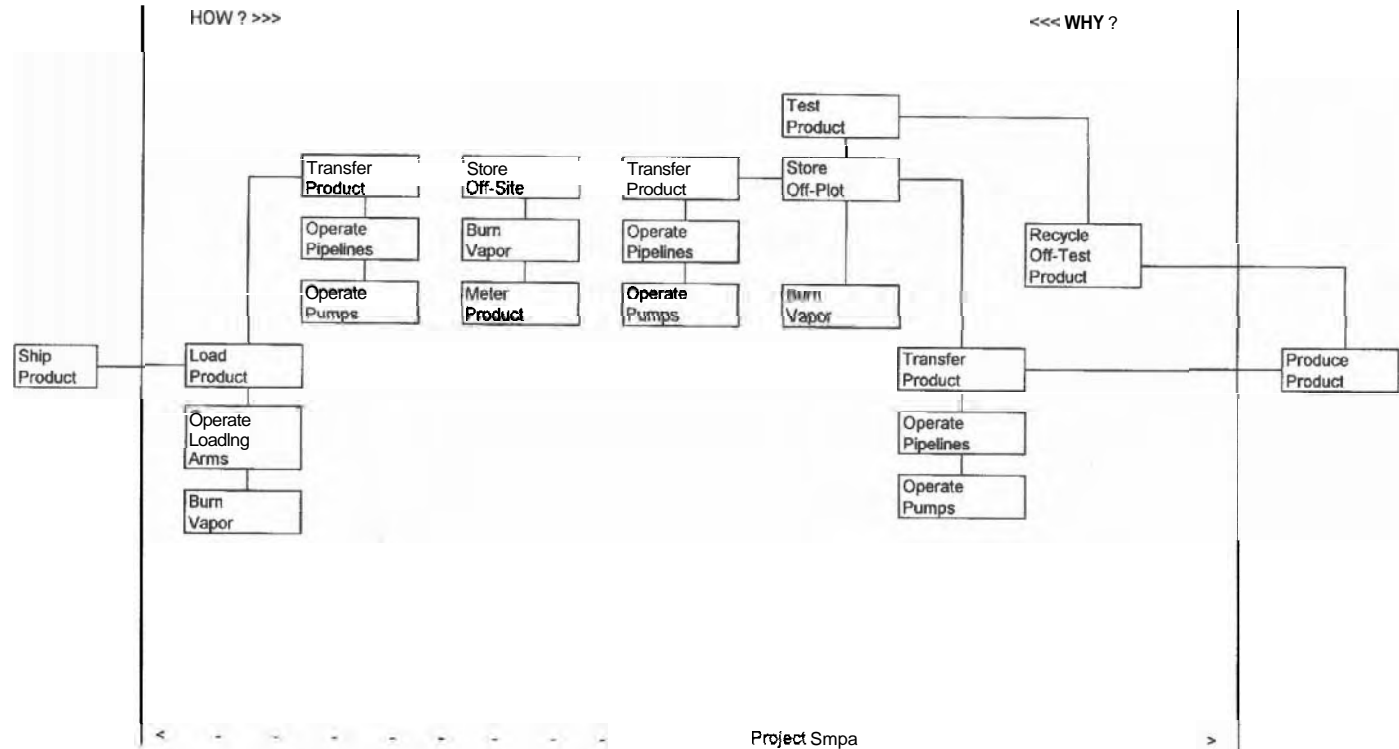 HOW ? >>>
<<< WHY ?
Test
Product
Transfer
Product
Store
Off-Site
Transfer
Product
Store
Off-Plot
Operate
Pipelines
Burn
Vapor
Operate
Pipelines
Recycle
Off-Test
Product
Operate
Pumps
Meter
Product
Operate
Pumps
Burn
Vapor
Ship
Product
Load
Product
Transfer
Product
Produce
Product
Operate
Loading
Arms
Operate
Pipelines
Burn
Vapor
Operate
Pumps
< - - - - - - - Project Smpa >